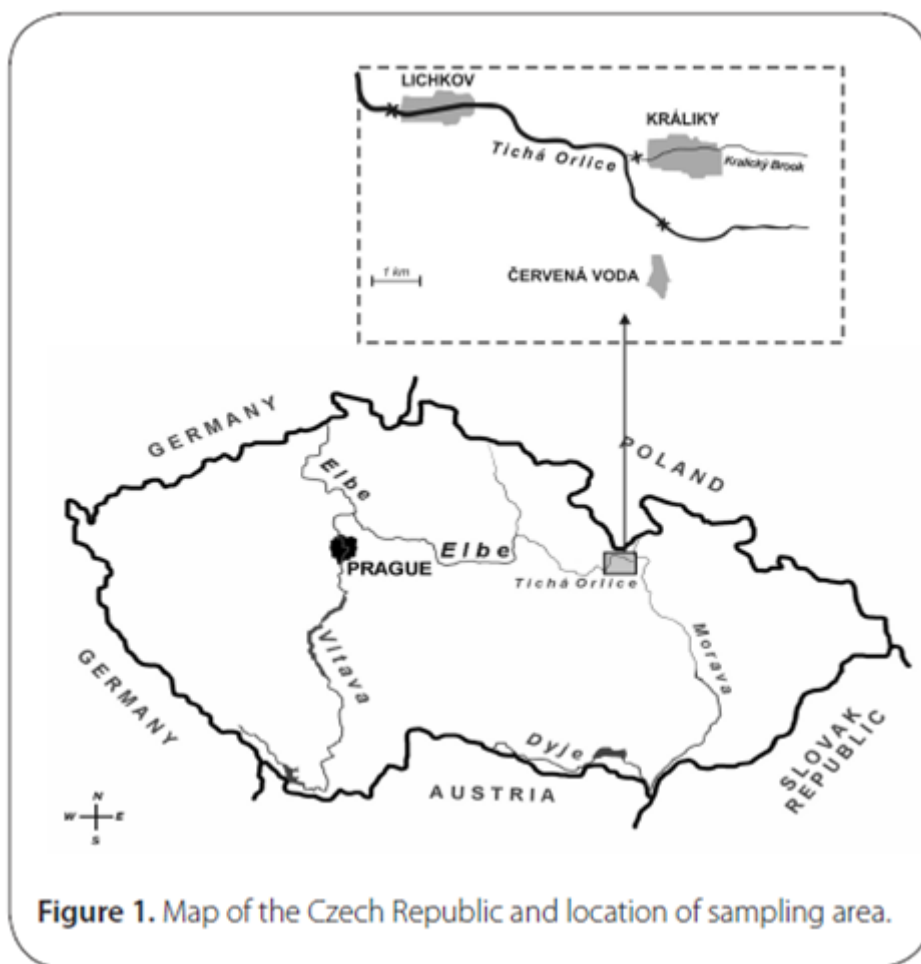 LICHKOV
KRÁLIKY
Tichá Orlice
Kralický Brook
ČERVENÁ VODA
1 km
GERMANY
POLAND
Elbe
Elbe
PRAGUE
Tichá Orlice
Vltava
Morava
GERMANY
Dyje
SLOVAK
REPUBLIC
AUSTRIA
N
W E
S
Figure 1. Map of the Czech Republic and location of sampling area.